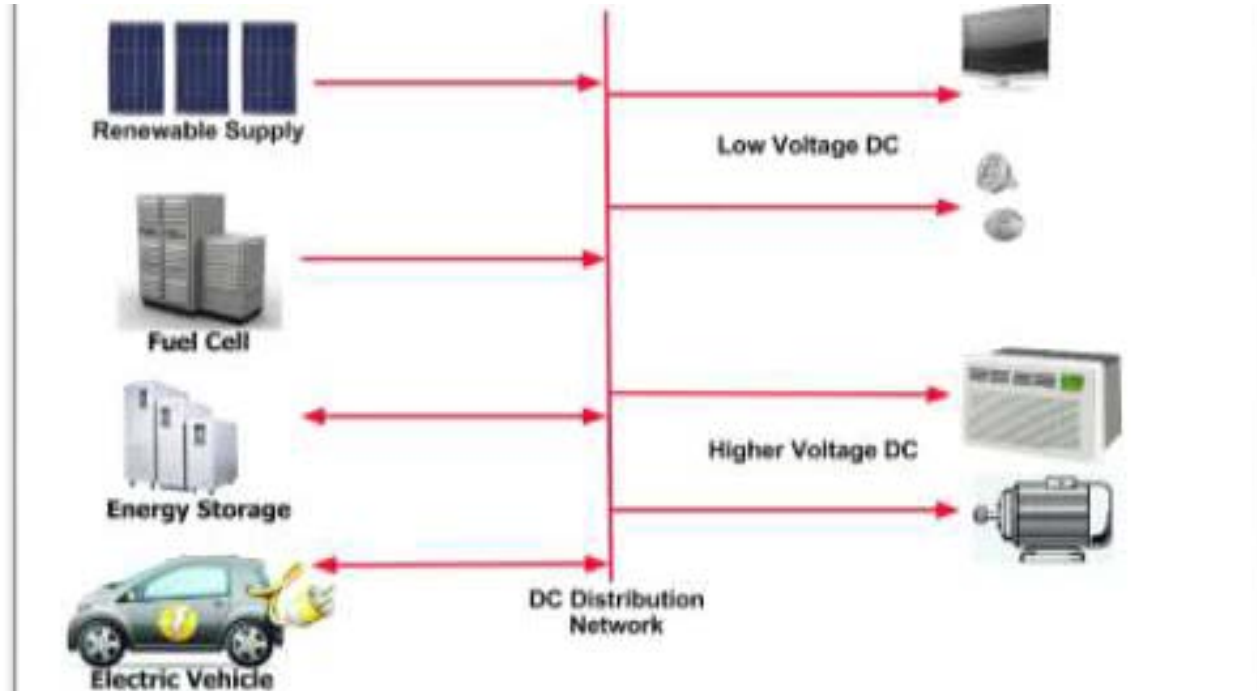 Renewable Supply
Low Voltage DC
Fuel Cell
Higher Voltage DC
Energy Storage
DC Distribution
Network
Electric Vehicle